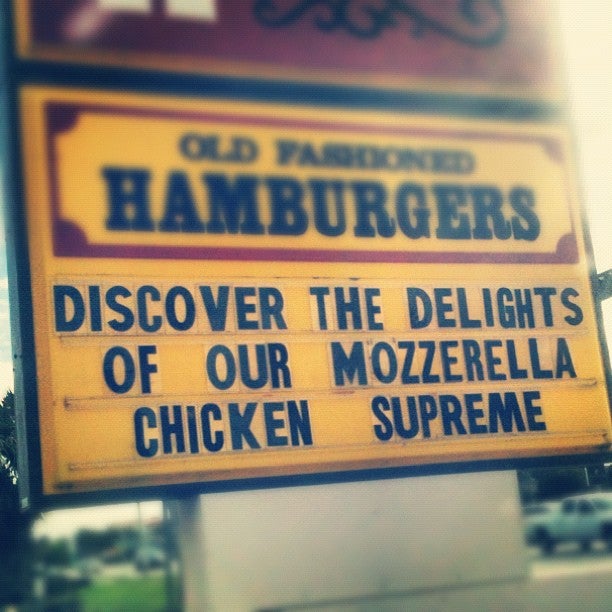 OLD FASHIONED
HAMBURGERS
DISCOVER THE DELIGHTS
OF OUR MOZZERELLA
CHICKEN SUPREME